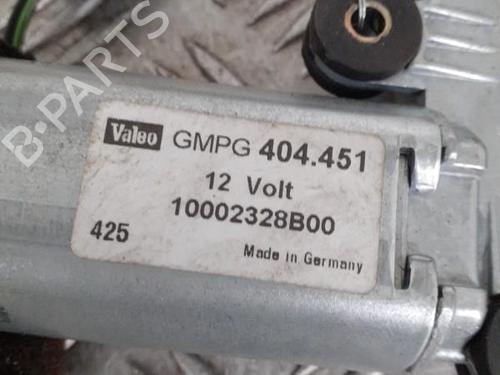 B-PARTS
Valeo GMPG 404.451
12 Volt
10002328B00
425
Made in Germany